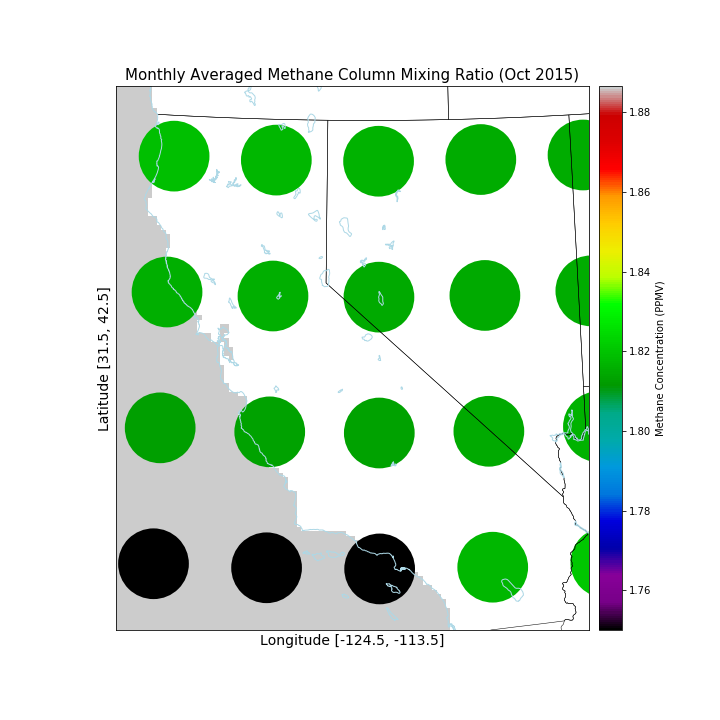 Monthly Averaged Methane Column Mixing Ratio (Oct 2015)
Latitude [31.5, 42.5]
Longitude [-124.5, -113.5]
1.88
1.86
1.84
1.82
1.80
1.78
1.76
Methane Concentration (PPMV)